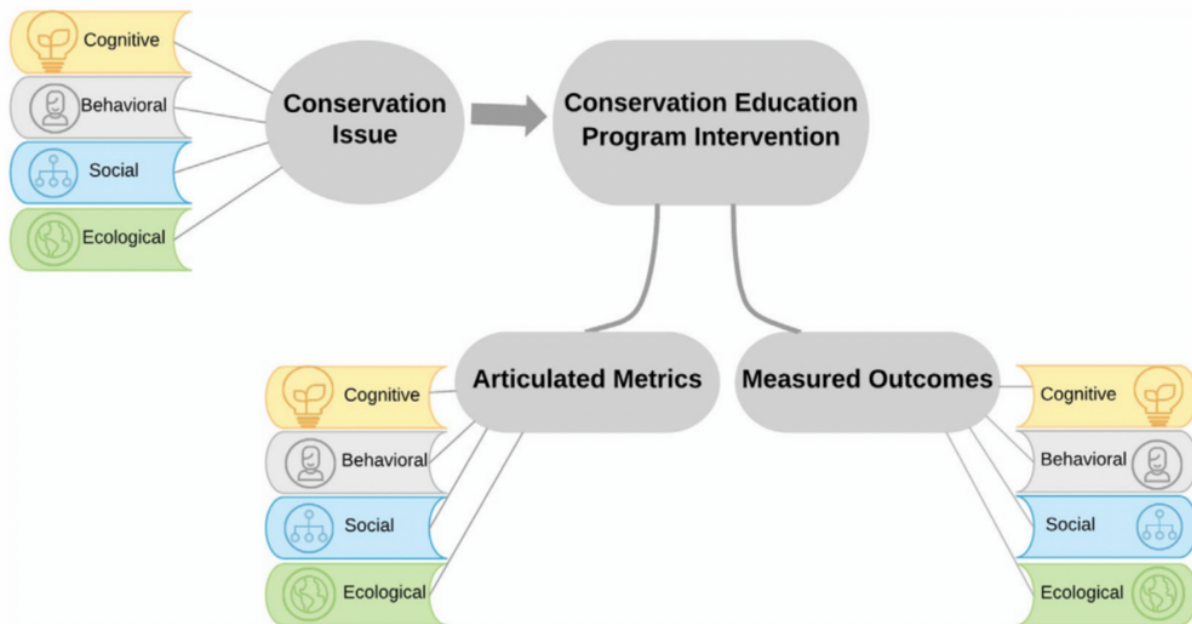 Cognitive
Behavioral
Social
Ecological
Conservation
Issue
Conservation Education
Program Intervention
Articulated Metrics
Cognitive
Behavioral
Social
Ecological
Measured Outcomes
Cognitive
Behavioral
Social
Ecological